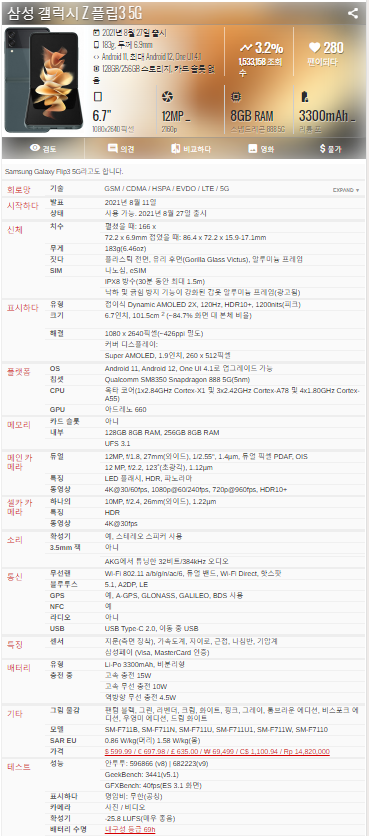 삼성 갤럭시 Z 플립3 5G
2021년 8월 27일 출시
183g, 두께 6.9mm
Android 11, 최대 Android 12, One UI 4.1
128GB/256GB 스토리지, 카드 슬롯 없음
3.2%
1,533,158 조회수
280
팬이 되다
6.7"
1080x2640 픽셀
12MP
2160p
8GB RAM
스냅드래곤 888 5G
3300mAh
리튬 포
검토
의견
비교하다
영화
물가
Samsung Galaxy Flip3 5G라고도 합니다.
회로망 기술 GSM / CDMA / HSPA / EVDO / LTE / 5G EXPAND ▼
시작하다 발표 2021년 8월 11일
상태 사용 가능. 2021년 8월 27일 출시
신체 치수 펼쳤을 때: 166 x
72.2 x 6.9mm 접었을 때: 86.4 x 72.2 x 15.9-17.1mm
무게 183g(6.46oz)
짓다 플라스틱 전면, 유리 후면(Gorilla Glass Victus), 알루미늄 프레임
SIM 나노심, eSIM
IPX8 방수(30분 동안 최대 1.5m)
낙하 및 긁힘 방지 기능이 강화된 갑옷 알루미늄 프레임(광고됨)
표시하다 유형 접이식 Dynamic AMOLED 2X, 120Hz, HDR10+, 1200nits(피크)
크기 6.7인치, 101.5cm ² (~84.7% 화면 대 본체 비율)
해결 1080 x 2640픽셀(~426ppi 밀도)
커버 디스플레이:
Super AMOLED, 1.9인치, 260 x 512픽셀
플랫폼 OS Android 11, Android 12, One UI 4.1로 업그레이드 가능
칩셋 Qualcomm SM8350 Snapdragon 888 5G(5nm)
CPU 옥타 코어(1x2.84GHz Cortex-X1 및 3x2.42GHz Cortex-A78 및 4x1.80GHz Cortex-
A55)
GPU 아드레노 660
메모리 카드 슬롯 아니
내부 128GB 8GB RAM, 256GB 8GB RAM
UFS 3.1
메인 카메라 듀얼 12MP, f/1.8, 27mm(와이드), 1/2.55", 1.4μm, 듀얼 픽셀 PDAF, OIS
12 MP, f/2.2, 123˚(초광각), 1.12μm
특징 LED 플래시, HDR, 파노라마
동영상 4K@30/60fps, 1080p@60/240fps, 720p@960fps, HDR10+
셀카 카메라 하나의 10MP, f/2.4, 26mm(와이드), 1.22μm
특징 HDR
동영상 4K@30fps
소리 확성기 예, 스테레오 스피커 사용
3.5mm 잭 아니
AKG에서 튜닝한 32비트/384kHz 오디오
통신 무선랜 Wi-Fi 802.11 a/b/g/n/ac/6, 듀얼 밴드, Wi-Fi Direct, 핫스팟
블루투스 5.1, A2DP, LE
GPS 예, A-GPS, GLONASS, GALILEO, BDS 사용
NFC 예
라디오 아니
USB USB Type-C 2.0, 이동 중 USB
특징 센서 지문(측면 장착), 가속도계, 자이로, 근접, 나침반, 기압계
삼성페이 (Visa, MasterCard 인증)
배터리 유형 Li-Po 3300mAh, 비분리형
충전 중 고속 충전 15W
고속 무선 충전 10W
역방향 무선 충전 4.5W
기타 그림 물감 팬텀 블랙, 그린, 라벤더, 크림, 화이트, 핑크, 그레이, 톰브라운 에디션, 비스포크 에
디션, 우영미 에디션, 드림 화이트
모델 SM-F711B, SM-F711N, SM-F711U, SM-F711U1, SM-F711W, SM-F7110
SAR EU 0.86 W/kg(머리) 1.58 W/kg(몸)
가격 $ 599.99 / € 697.98 / £ 635.00 / ₩ 69,499 / C$ 1,100.94 / Rp 14,820,000
테스트 성능 안투투: 596866 (v8) | 682223(v9)
GeekBench: 3441(v5.1)
GFXBench: 40fps(ES 3.1 화면)
표시하다 명암비: 무한(공칭)
카메라 사진 / 비디오
확성기 -25.8 LUFS(매우 좋음)
배터리 수명 내구성 등급 69h